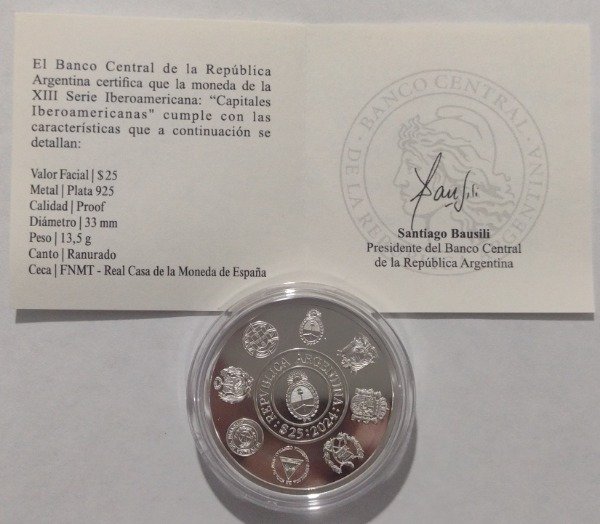 El Banco Central de la República
Argentina certifica que la moneda de la
XIII Serie Iberoamericana: “Capitales
Iberoamericanas" cumple con las
características que a continuación se
detallan:
Valor Facial | $ 25
Metal | Plata 925
Calidad | Proof
Diámetro | 33 mm
Peso | 13,5 g
Canto | Ranurado
Ceca | FNMT - Real Casa de la Moneda de España
BANCO CENTRAL
DE LA REP ENTINA
Santiago Bausili
Presidente del Banco Central
de la República Argentina
REPUBLICA ARGENTINA
$25·2024